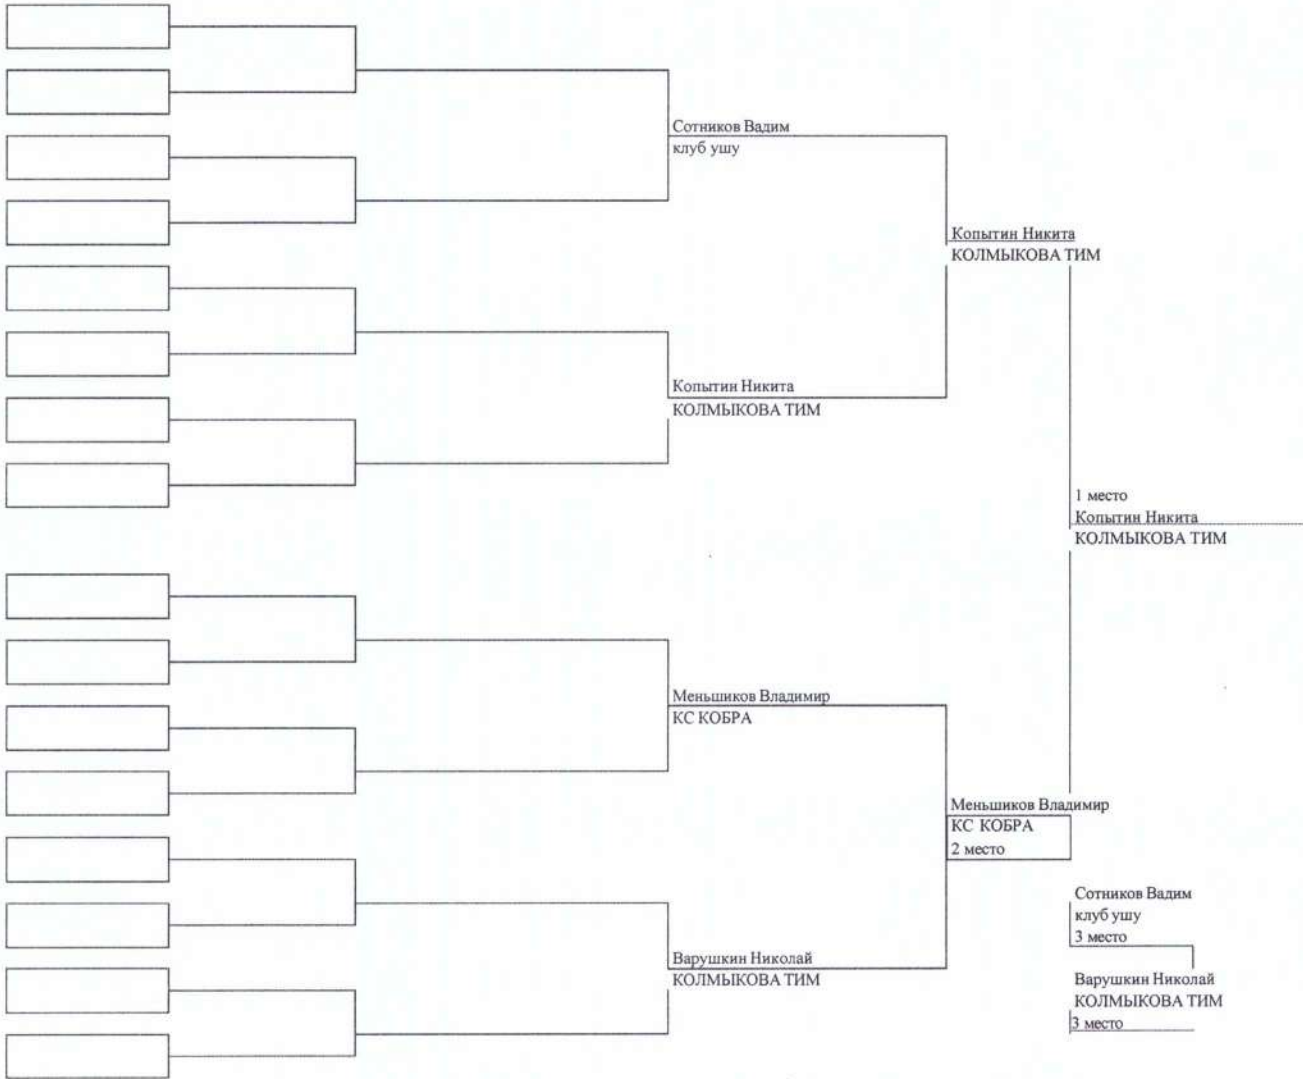 Сотников Вадим
клуб ушу
Копытин Никита
КОЛМЫКОВА ТИМ
Копытин Никита
КОЛМЫКОВА ТИМ
1 место
Копытин Никита
КОЛМЫКОВА ТИМ
Меньшиков Владимир
КС КОБРА
Меньшиков Владимир
КС КОБРА
2 место
Сотников Вадим
клуб ушу
3 место
Варушкин Николай
КОЛМЫКОВА ТИМ
Варушкин Николай
КОЛМЫКОВА ТИМ
3 место